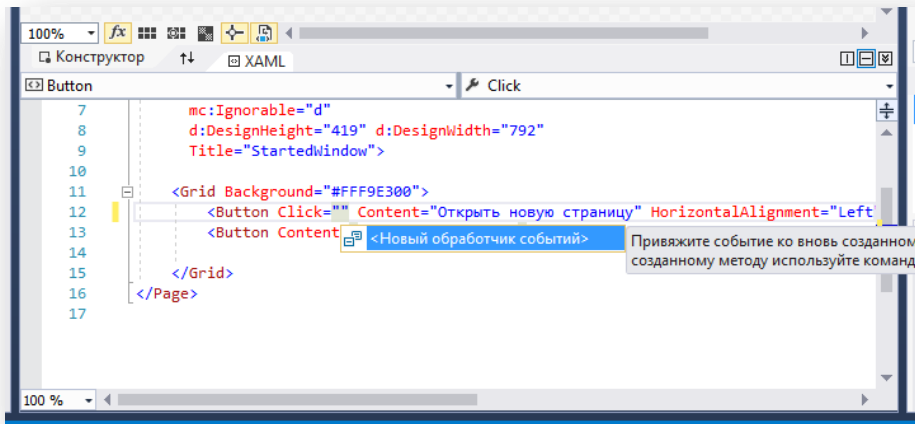 100%
Конструктор XAML
Button Click
7 mc:Ignorable="d"
8 d:DesignHeight="419" d:DesignWidth="792"
9 Title="StartedWindow">
10
11 <Grid Background="#FFF9E300">
12 <Button Click="" Content="Открыть новую страницу" HorizontalAlignment="Left"
13 <Button Content
<Новый обработчик событий>
Привяжите событие ко вновь созданном
созданному методу используйте команд
14
15 </Grid>
16 </Page>
17
100 %